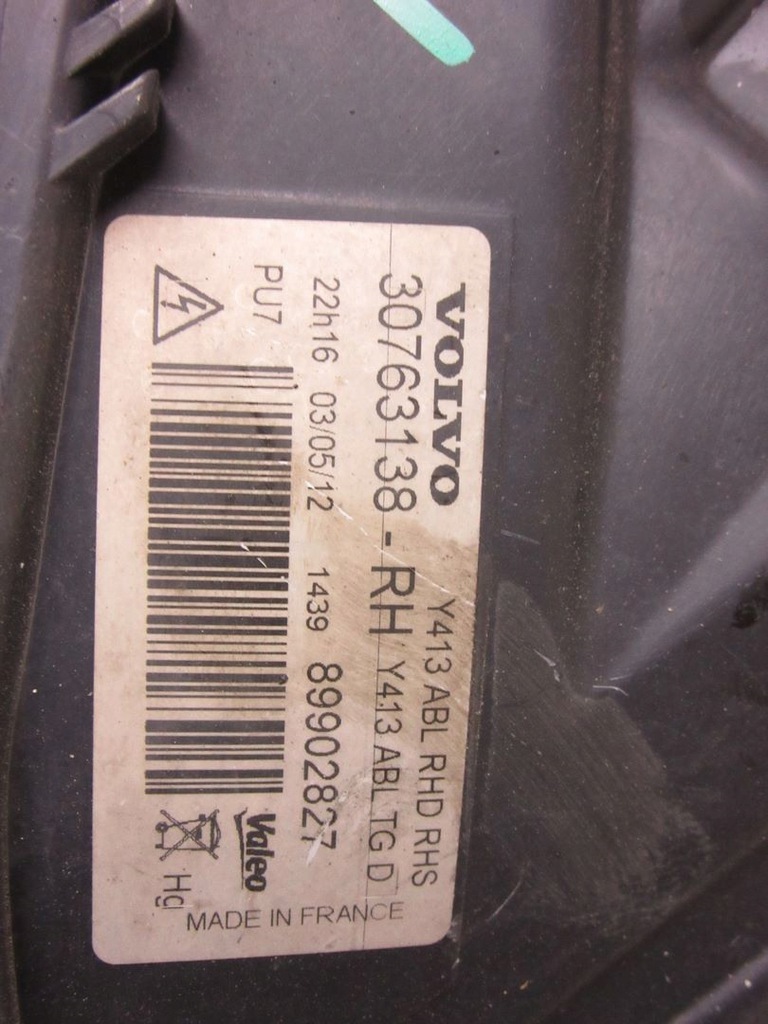 VOLVO Y413 ABL RHD RHS
30763138 - RH Y413 ABL TG D
22h16 03/05/12 1439 89902827
PU7
Valeo
Hg
MADE IN FRANCE